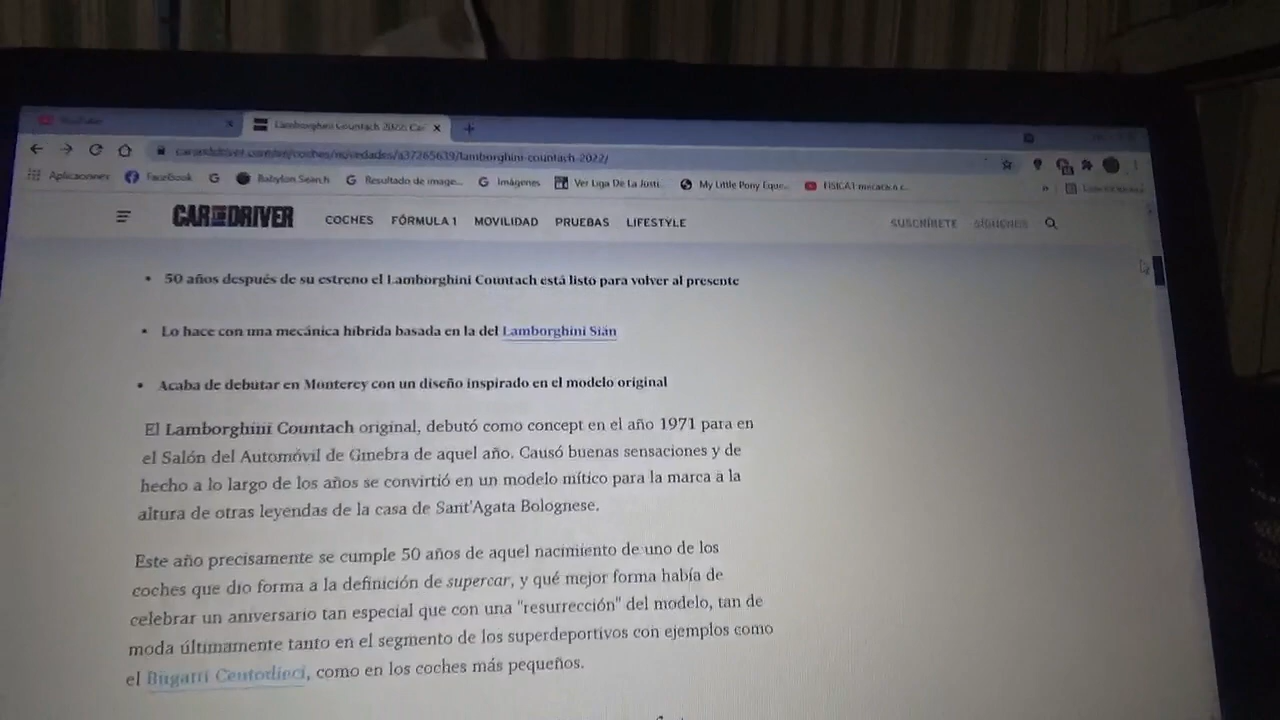 YouTube
Lamborghini Countach 2022: Car
caranddriver.com/es/coches/novedades/a37265639/lamborghini-countach-2022/
Aplicaciones FaceBook Babylon Search Resultado de image... Imágenes Ver Liga De La Justi... My Little Pony Eque...
CAR AND DRIVER COCHES FÓRMULA 1 MOVILIDAD PRUEBAS LIFESTYLE SUSCRÍBETE SÍGUENOS
• 50 años después de su estreno el Lamborghini Countach está listo para volver al presente
• Lo hace con una mecánica híbrida basada en la del Lamborghini Sián
• Acaba de debutar en Monterey con un diseño inspirado en el modelo original
El Lamborghini Countach original, debutó como concept en el año 1971 para en
el Salón del Automóvil de Ginebra de aquel año. Causó buenas sensaciones y de
hecho a lo largo de los años se convirtió en un modelo mítico para la marca a la
altura de otras leyendas de la casa de Sant'Agata Bolognese.
Este año precisamente se cumple 50 años de aquel nacimiento de uno de los
coches que dio forma a la definición de supercar, y qué mejor forma había de
celebrar un aniversario tan especial que con una "resurrección" del modelo, tan de
moda últimamente tanto en el segmento de los superdeportivos con ejemplos como
el Bugatti Centodieci, como en los coches más pequeños.